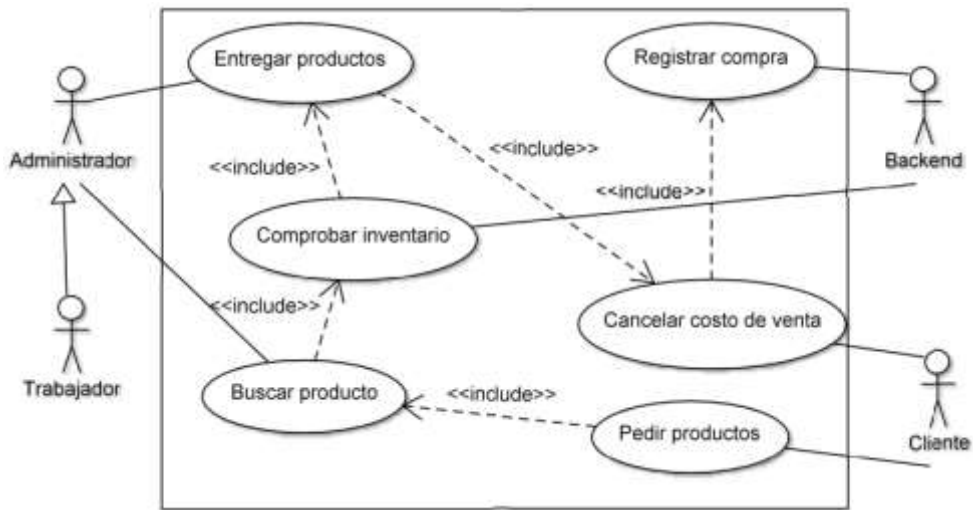 Entregar productos
Registrar compra
Administrador
Backend
<<include>>
<<include>>
<<include>>
Comprobar inventario
<<include>>
Cancelar costo de venta
Trabajador
Buscar producto
<<include>>
Pedir productos
Cliente